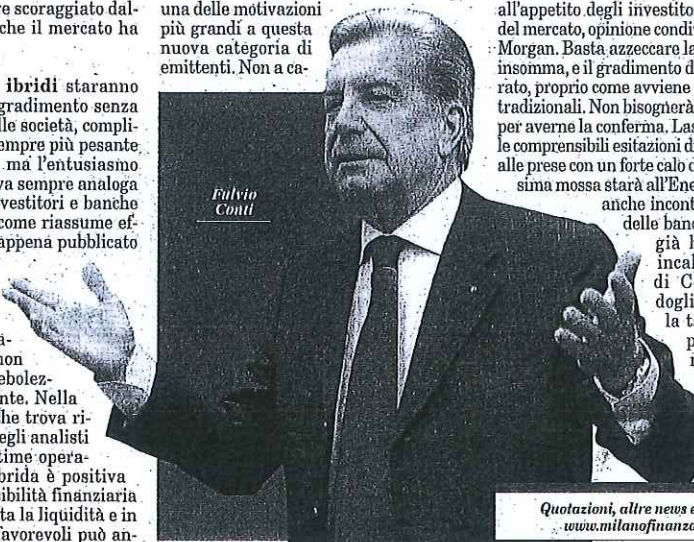 re scoraggiato dal-
che il mercato ha
ibridi staranno
gradimento senza
lle società, compli-
empre più pesante
ma l'entusiasmo
va sempre analoga
vestitori e banche
come riassume ef-
appena pubblicato
a-
non
ebolez-
nte. Nella
he trova ri-
egli analisti
time opera-
brida è positiva
ibilità finanziaria
ta la liquidità e in
favorevoli può an-
una delle motivazioni
più grandi a questa
nuova categoria di
emittenti. Non a ca-
Fulvio
Conti
all'appetito degli investito
del mercato, opinione condiv
Morgan. Basta azzeccare la
insomma, e il gradimento d
rato, proprio come avviene
tradizionali. Non bisognerà
per averne la conferma. Las
le comprensibili esitazioni di
alle prese con un forte calo d
sima mossa starà all'Ene
anche incont
delle banc
già h
incal
di C
dogli
la t
p
Quotazioni, altre news e
www.milanofinanza